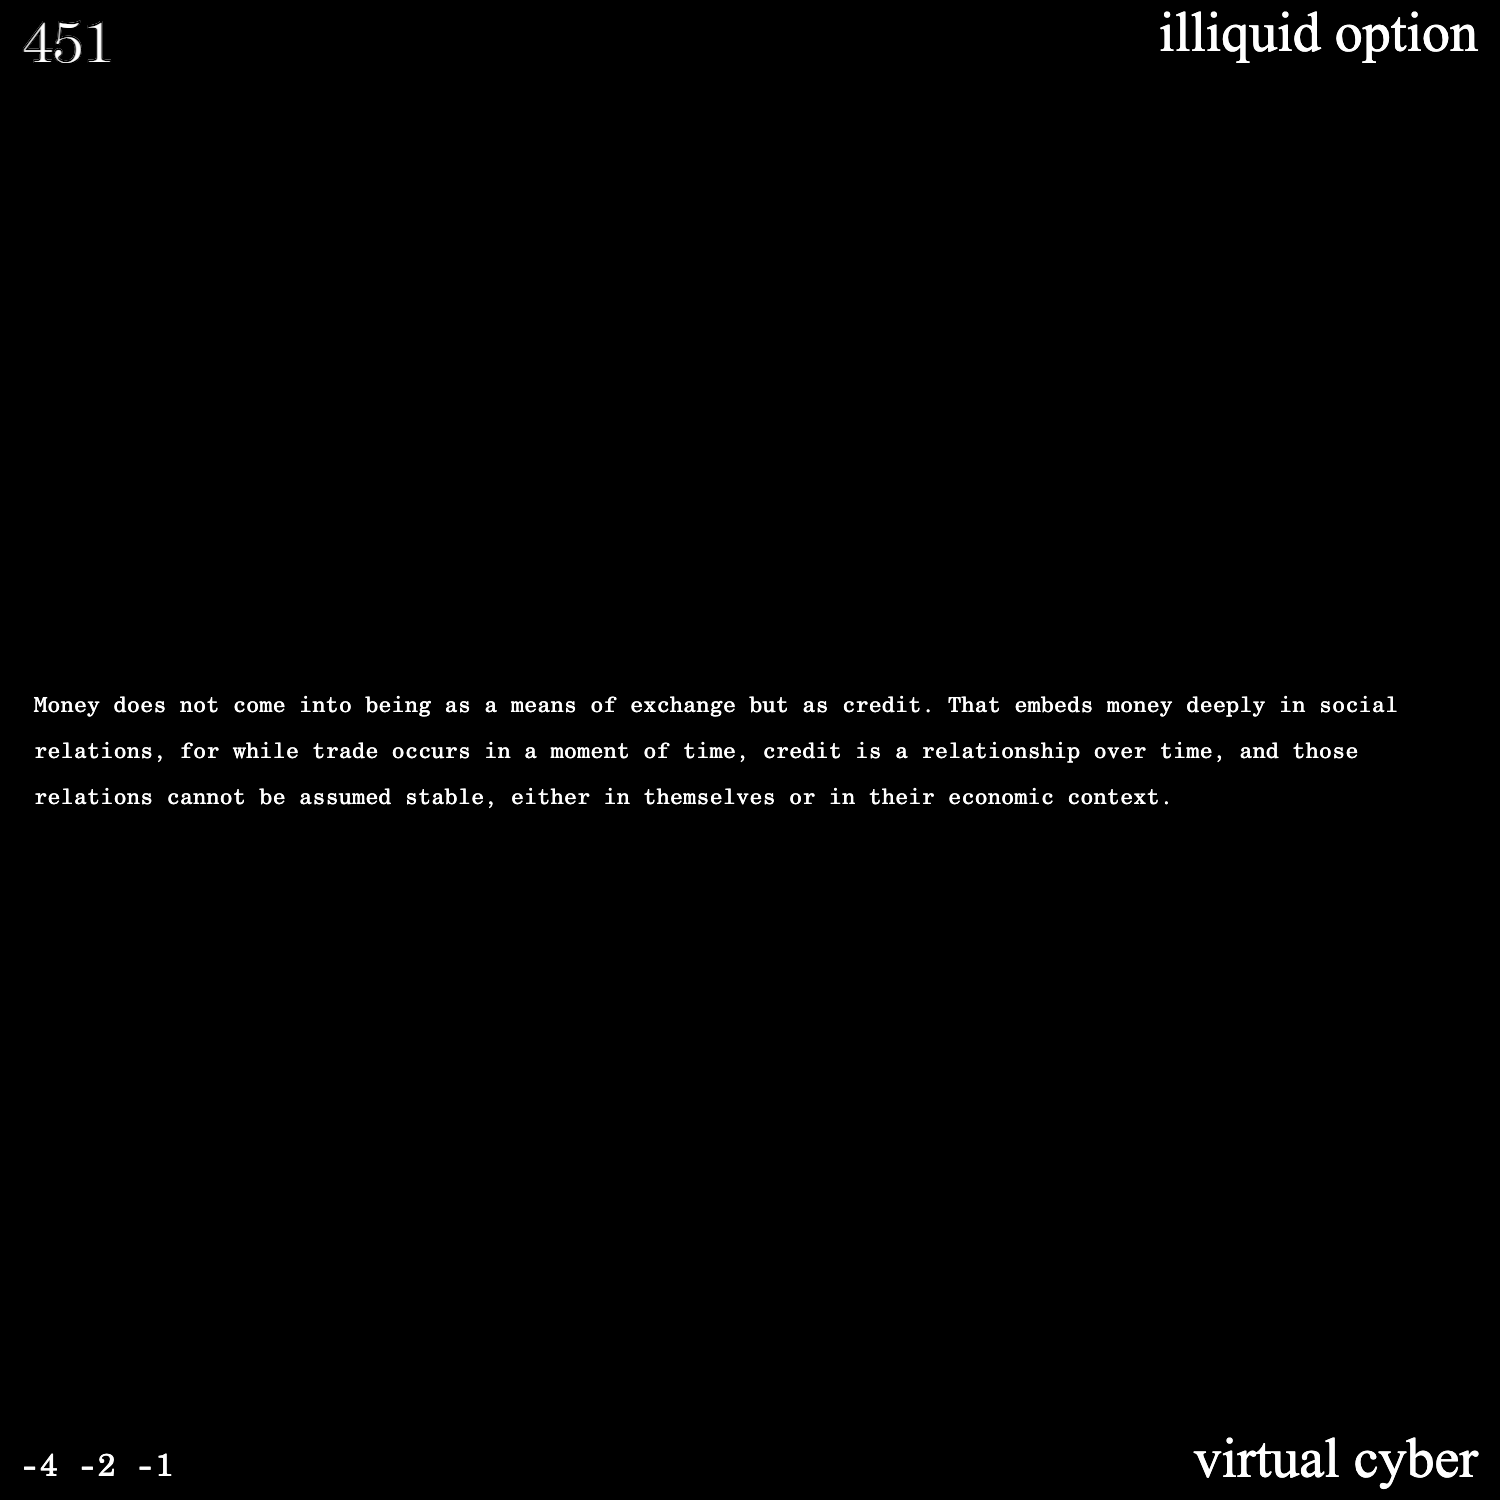 451
illiquid option
Money does not come into being as a means of exchange but as credit. That embeds money deeply in social
relations, for while trade occurs in a moment of time, credit is a relationship over time, and those
relations cannot be assumed stable, either in themselves or in their economic context.
-4 -2 -1
virtual cyber